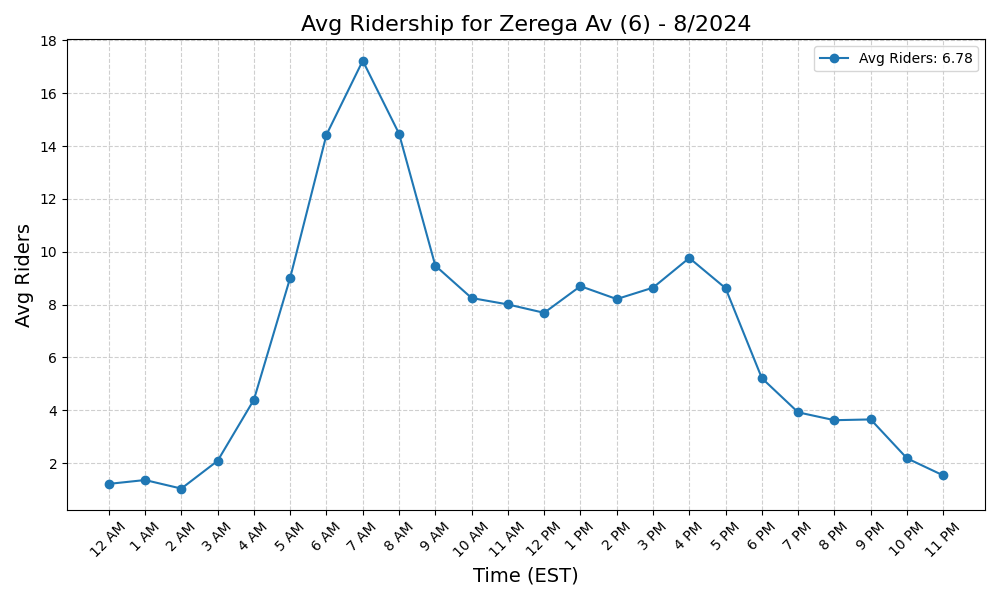 Avg Ridership for Zerega Av (6) - 8/2024
Avg Riders: 6.78
Avg Riders
18
16
14
12
10
8
6
4
2
12 AM
1 AM
2 AM
3 AM
4 AM
5 AM
6 AM
7 AM
8 AM
9 AM
10 AM
11 AM
12 PM
1 PM
2 PM
3 PM
4 PM
5 PM
6 PM
7 PM
8 PM
9 PM
10 PM
11 PM
Time (EST)